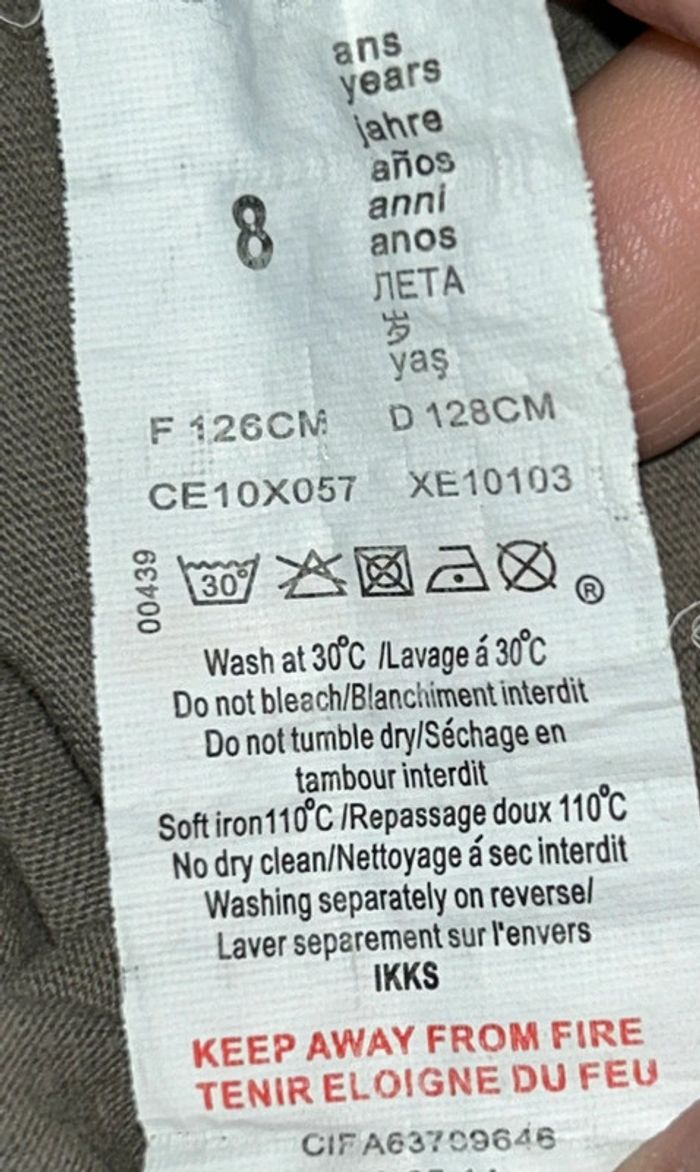 ans
years
jahre
años
anni
anos
ЛЕТА
岁
yaş
8
F 126CM D 128CM
CE10X057 XE10103
00439
30°
®
Wash at 30°C /Lavage á 30°C
Do not bleach/Blanchiment interdit
Do not tumble dry/Séchage en
tambour interdit
Soft iron110°C /Repassage doux 110°C
No dry clean/Nettoyage á sec interdit
Washing separately on reverse/
Laver separement sur l'envers
IKKS
KEEP AWAY FROM FIRE
TENIR ELOIGNE DU FEU
CIF A63709646